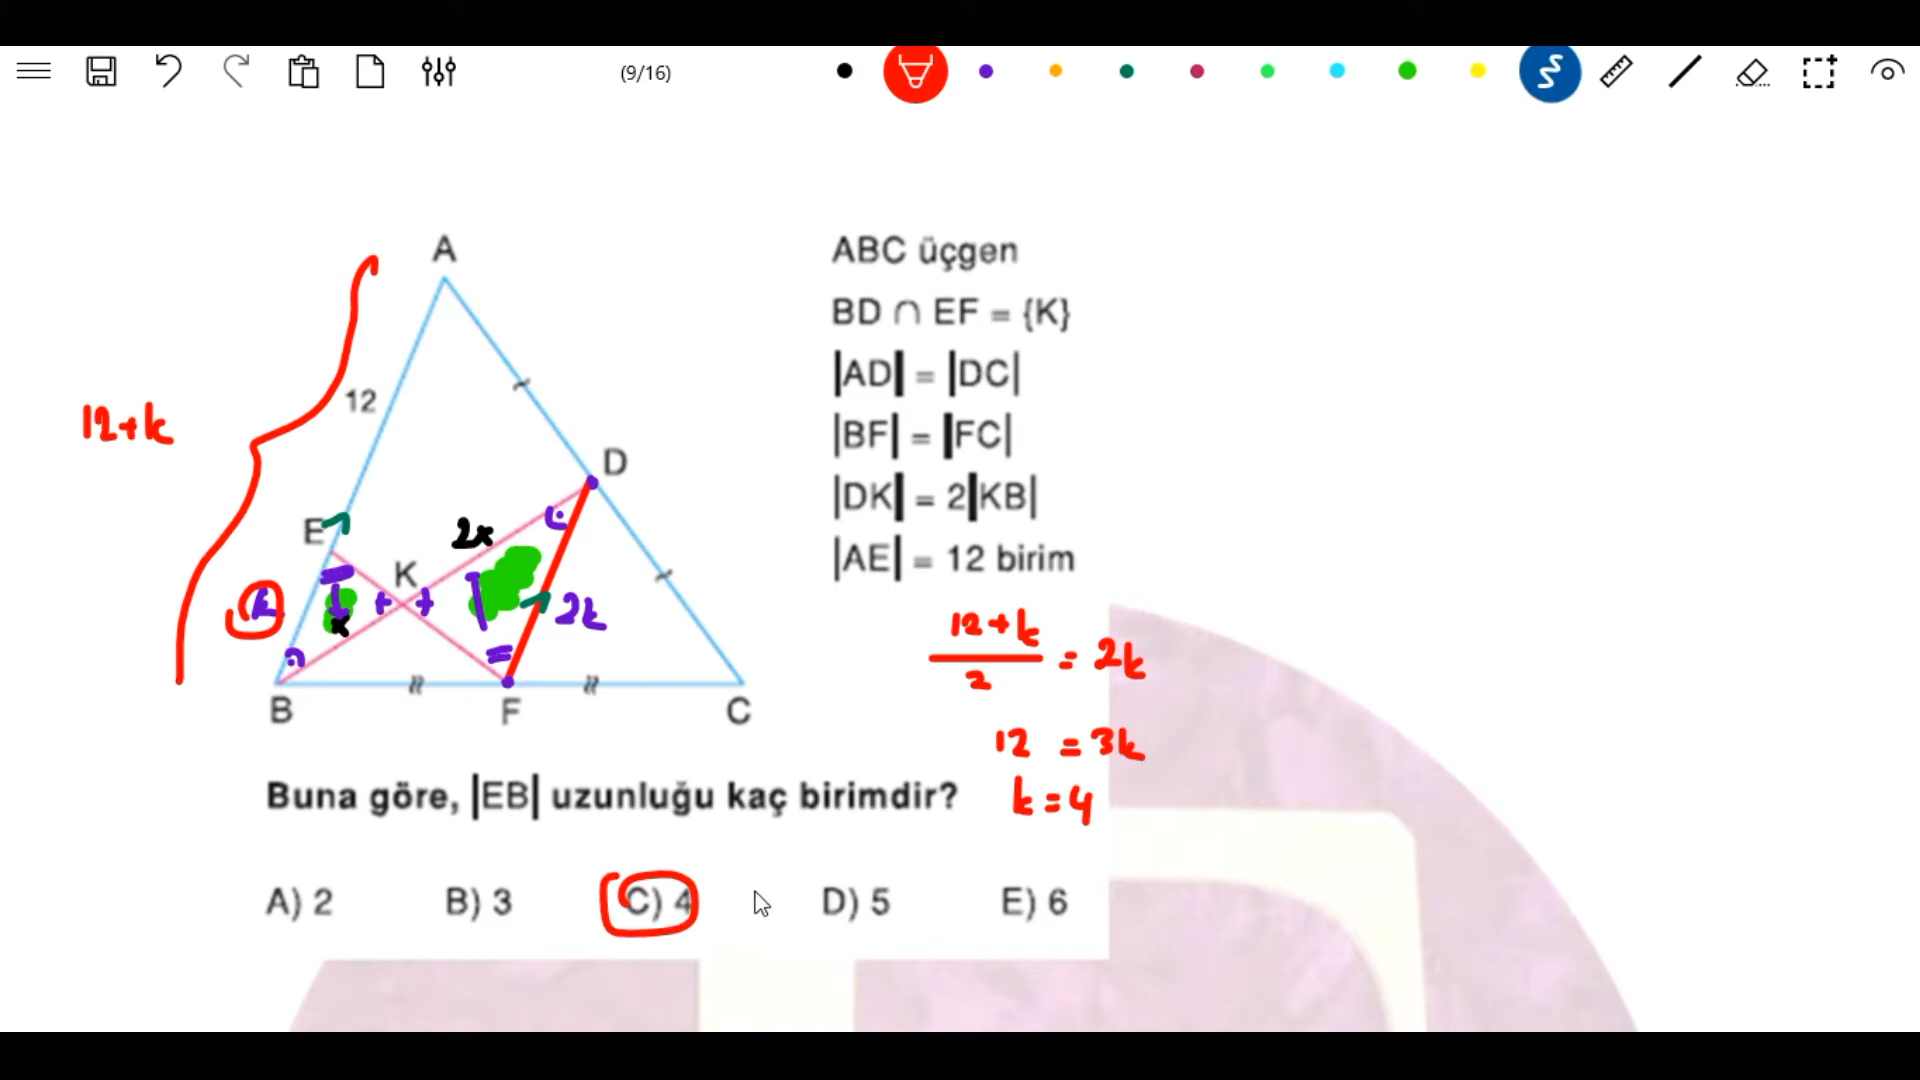 (9/16)
A
12+k
12
D
E
2x
K
k
x
2k
B
F
C
ABC üçgen
BD ∩ EF = {K}
|AD| = |DC|
|BF| = |FC|
|DK| = 2|KB|
|AE| = 12 birim
12+k
2
= 2k
12 = 3k
k = 4
Buna göre, |EB| uzunluğu kaç birimdir?
A) 2 B) 3 C) 4 D) 5 E) 6